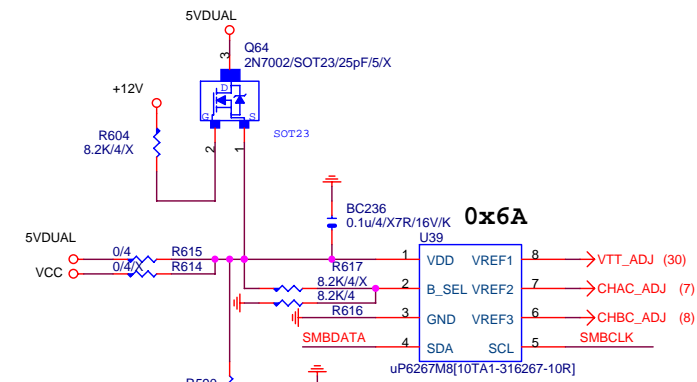 5VDUAL
3
Q64
2N7002/SOT23/25pF/5/X
D
G
S
SOT23
+12V
R604
8.2K/4/X
2
1
BC236
0.1u/4/X7R/16V/K
0x6A
U39
5VDUAL
0/4
R615
VCC
0/4/X
R614
R617
8.2K/4/X
8.2K/4
R616
1
VDD
VREF1
8
VTT_ADJ (30)
2
B_SEL
VREF2
7
CHAC_ADJ (7)
3
GND
VREF3
6
CHBC_ADJ (8)
SMBDATA
4
SDA
SCL
5
SMBCLK
uP6267M8[10TA1-316267-10R]